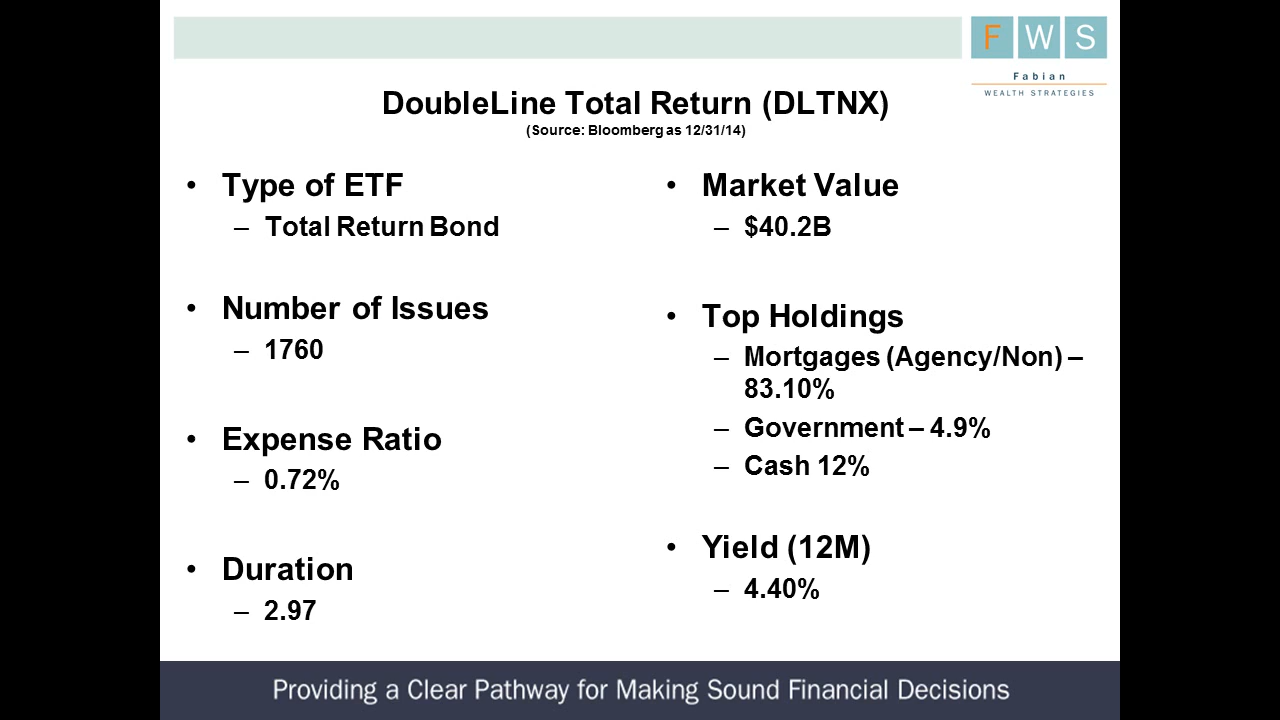 F W S
Fabian
WEALTH STRATEGIES
DoubleLine Total Return (DLTNX)
(Source: Bloomberg as 12/31/14)
• Type of ETF
– Total Return Bond
• Number of Issues
– 1760
• Expense Ratio
– 0.72%
• Duration
– 2.97
• Market Value
– $40.2B
• Top Holdings
– Mortgages (Agency/Non) –
83.10%
– Government – 4.9%
– Cash 12%
• Yield (12M)
– 4.40%
Providing a Clear Pathway for Making Sound Financial Decisions